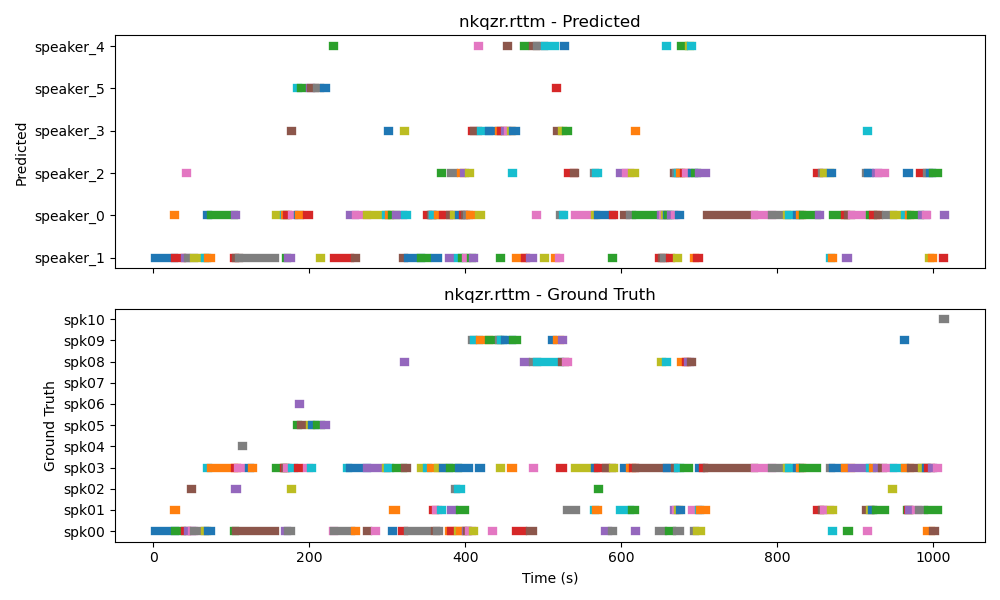 nkqzr.rttm - Predicted
speaker_4
speaker_5
speaker_3
speaker_2
speaker_0
speaker_1
Predicted
nkqzr.rttm - Ground Truth
spk10
spk09
spk08
spk07
spk06
spk05
spk04
spk03
spk02
spk01
spk00
Ground Truth
0 200 400 600 800 1000
Time (s)